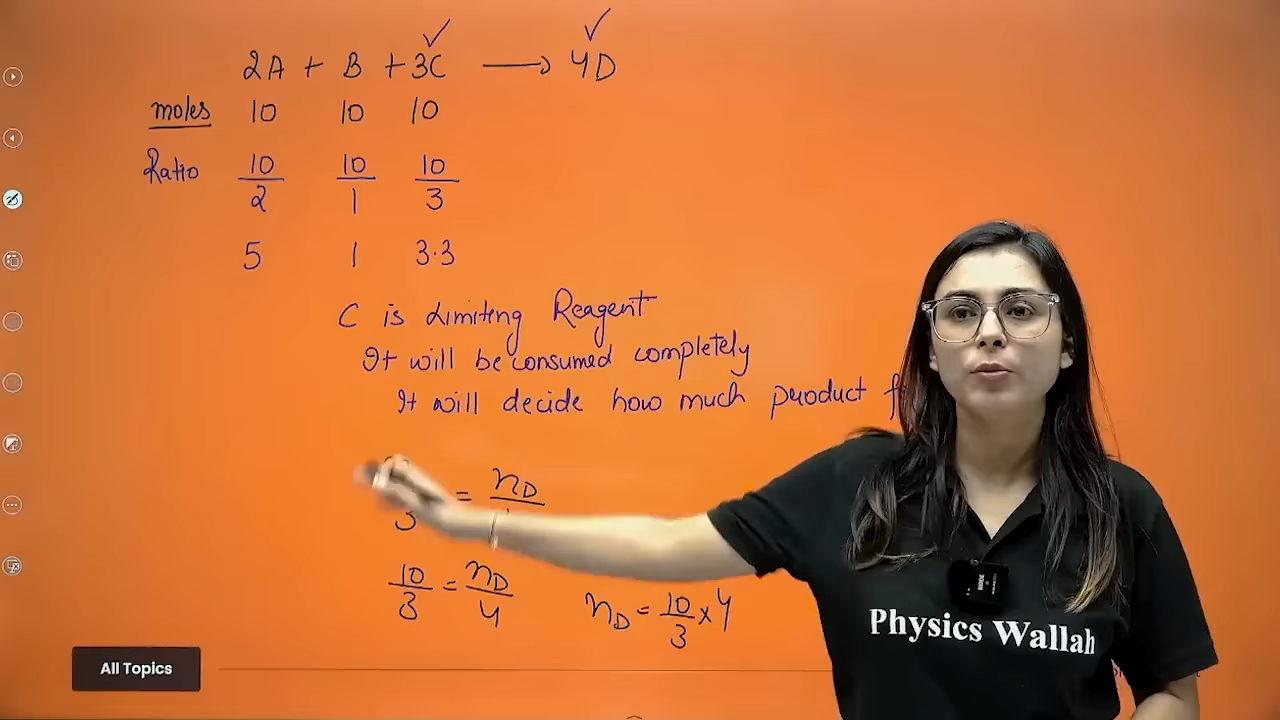 2A + B + 3C ⟶ 4D
moles 10 10 10
Ratio 10/2 10/1 10/3
5 1 3.3
C is Limiting Reagent
It will be consumed completely
It will decide how much product
3 = nD
10/3 = nD/4 nD = 10/3 × 4
Physics Wallah
All Topics